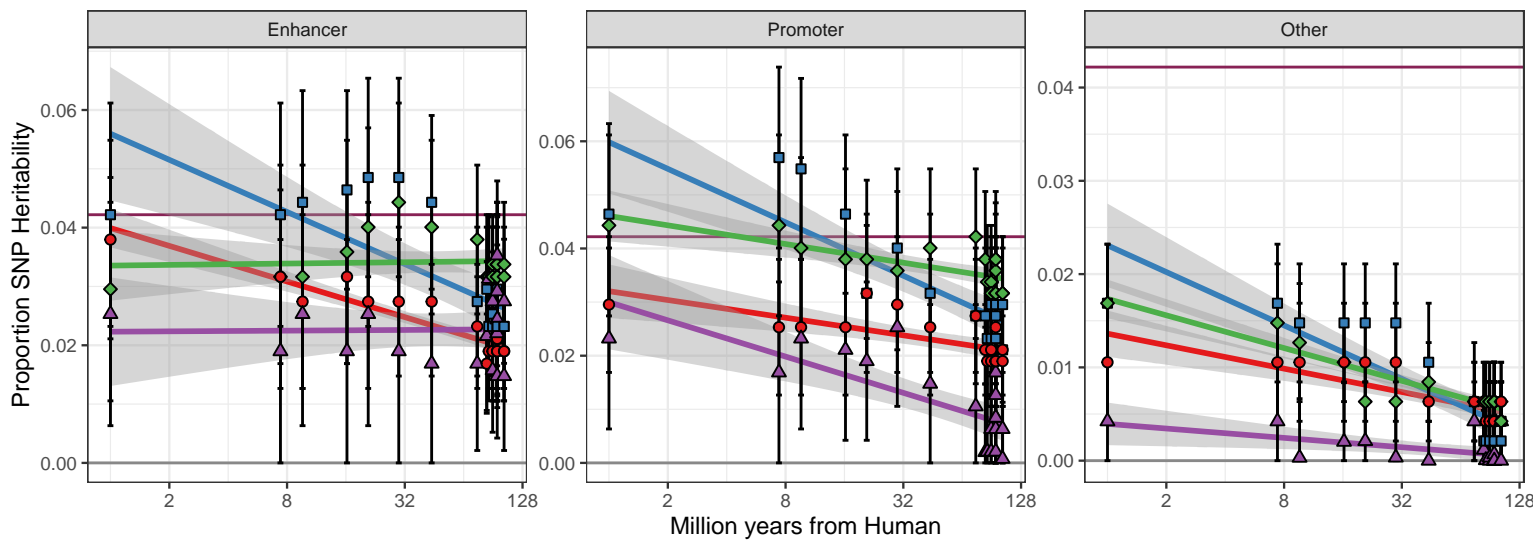 Enhancer Promoter Other
Proportion SNP Heritability
0.06
0.04
0.02
0.00
2 8 32 128
0.06
0.04
0.02
0.00
2 8 32 128
0.04
0.03
0.02
0.01
0.00
2 8 32 128
Million years from Human